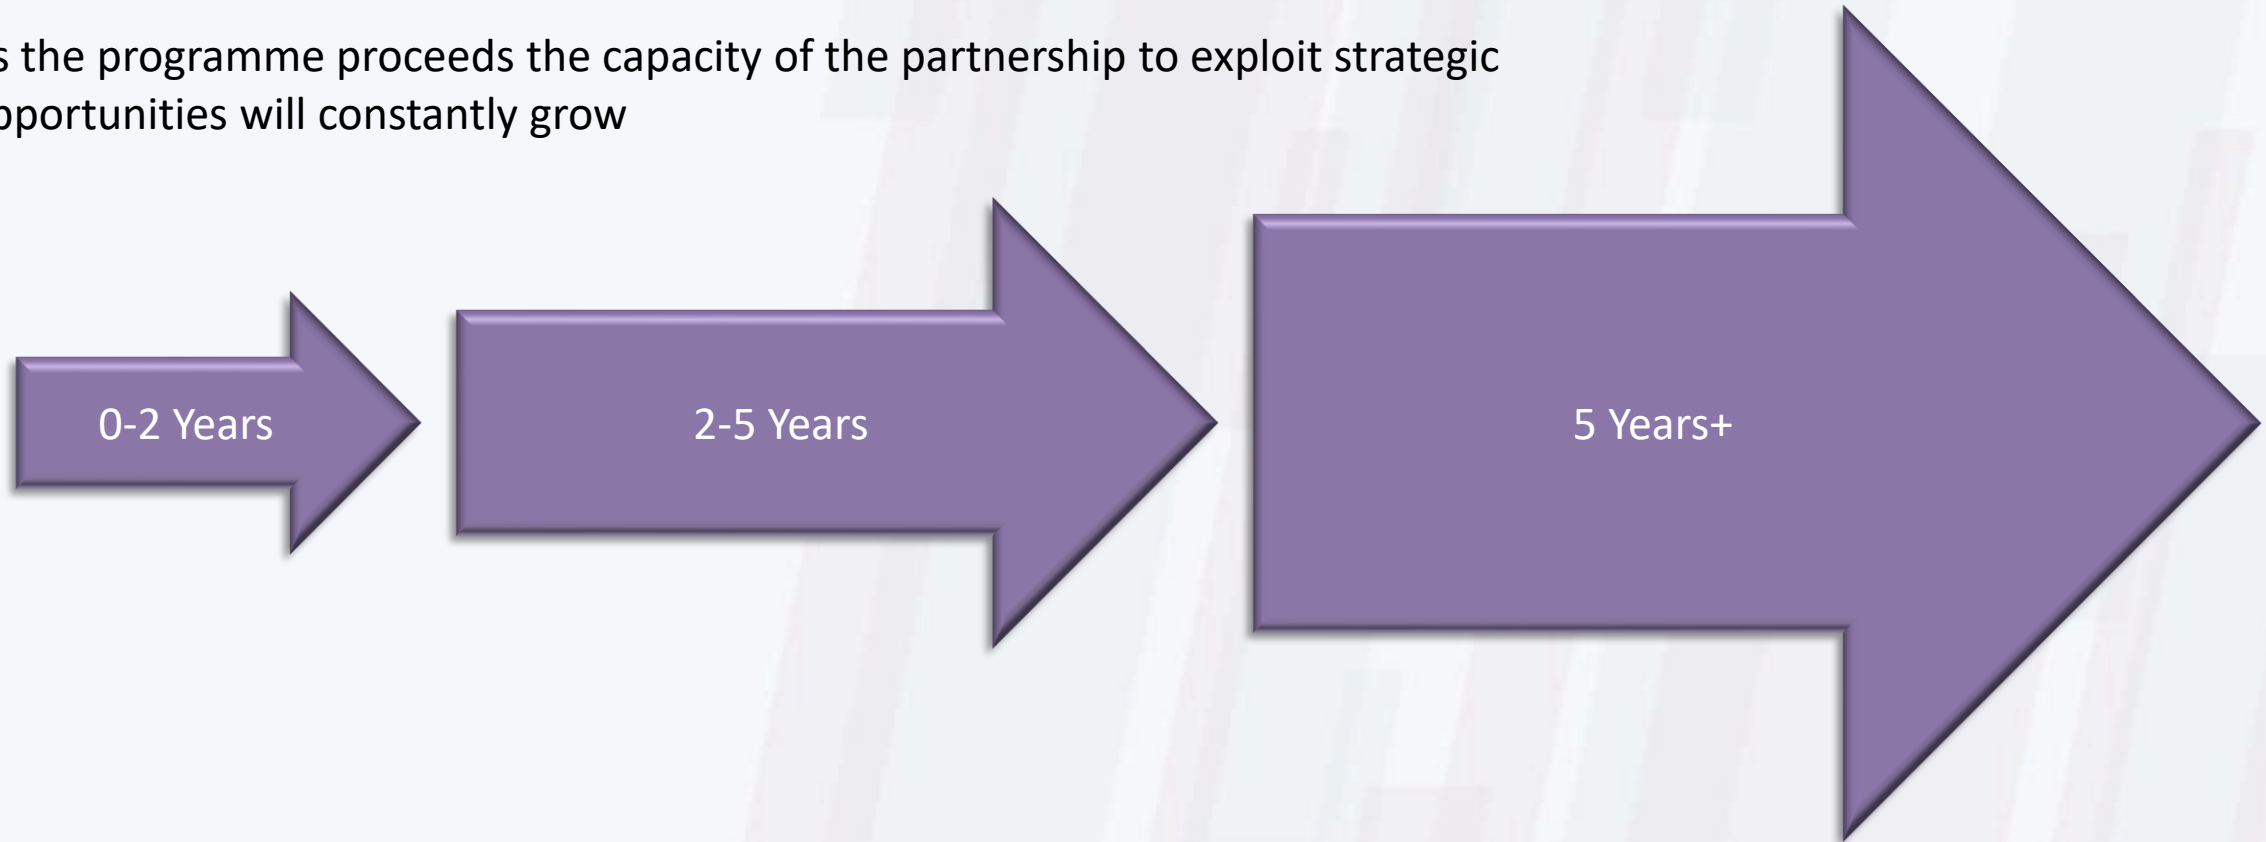 s the programme proceeds the capacity of the partnership to exploit strategic
pportunities will constantly grow
0-2 Years
2-5 Years
5 Years+